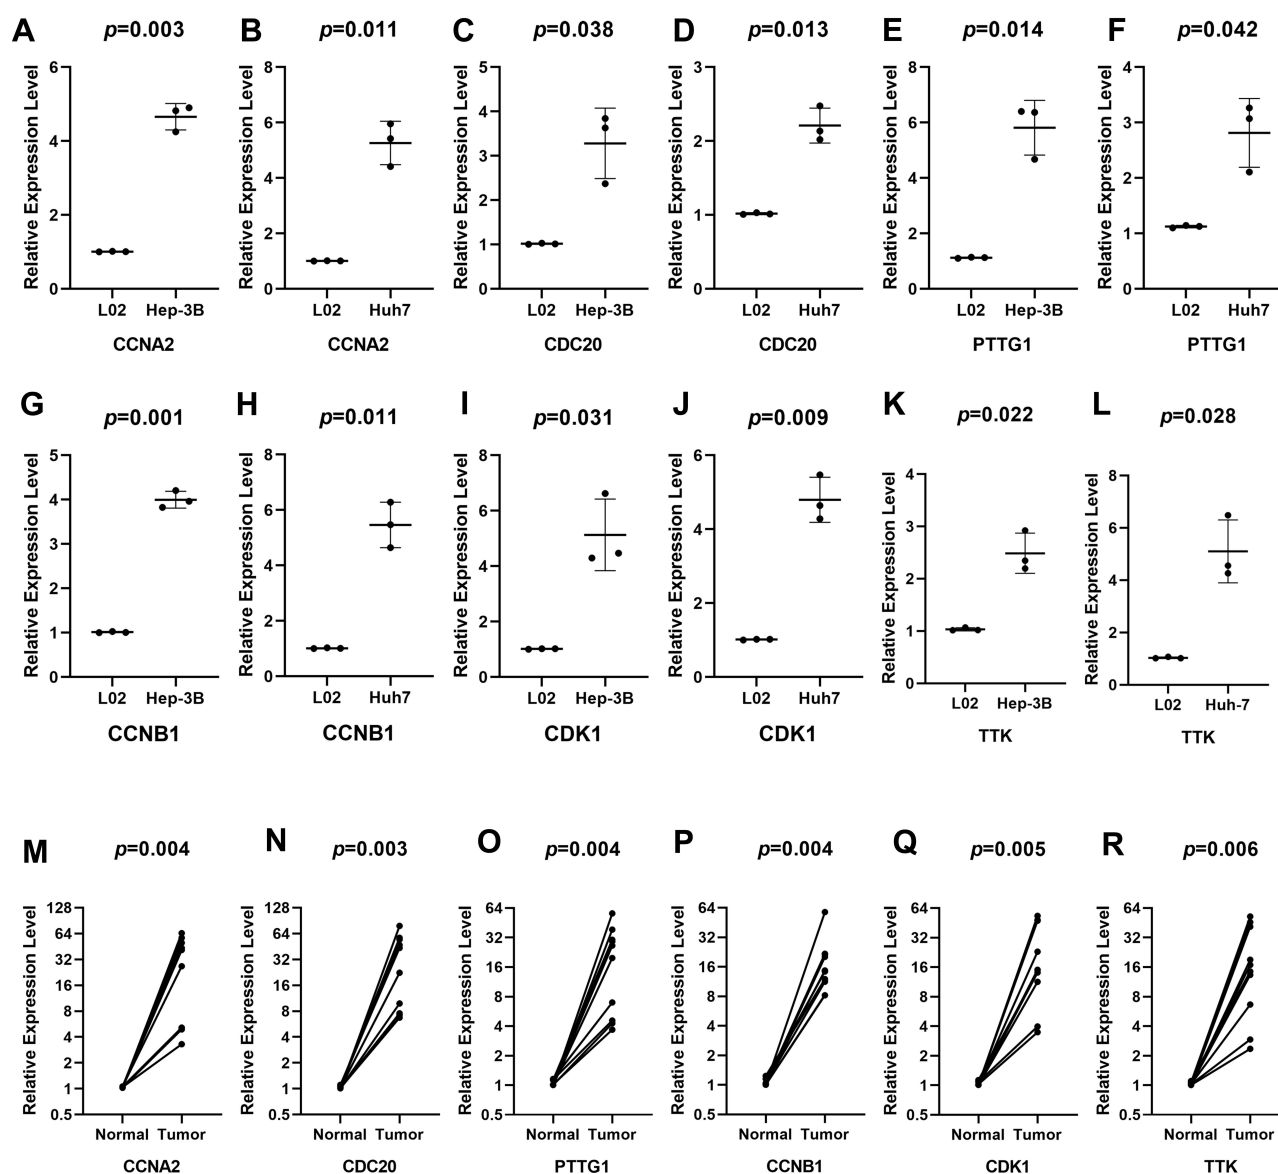 A p=0.003 B p=0.011 C p=0.038 D p=0.013 E p=0.014 F p=0.042
Relative Expression Level 6 4 2 0 L02 Hep-3B
CCNA2
Relative Expression Level 8 6 4 2 0 L02 Huh7
CCNA2
Relative Expression Level 5 4 3 2 1 0 L02 Hep-3B
CDC20
Relative Expression Level 3 2 1 0 L02 Huh7
CDC20
Relative Expression Level 8 6 4 2 0 L02 Hep-3B
PTTG1
Relative Expression Level 4 3 2 1 0 L02 Huh7
PTTG1
G p=0.001 H p=0.011 I p=0.031 J p=0.009 K p=0.022 L p=0.028
Relative Expression Level 5 4 3 2 1 0 L02 Hep-3B
CCNB1
Relative Expression Level 8 6 4 2 0 L02 Huh7
CCNB1
Relative Expression Level 8 6 4 2 0 L02 Hep-3B
CDK1
Relative Expression Level 6 4 2 0 L02 Huh7
CDK1
Relative Expression Level 4 3 2 1 0 L02 Hep-3B
TTK
Relative Expression Level 8 6 4 2 0 L02 Huh-7
TTK
M p=0.004 N p=0.003 O p=0.004 P p=0.004 Q p=0.005 R p=0.006
Relative Expression Level 128 64 32 16 8 4 2 1 0.5 Normal Tumor
CCNA2
Relative Expression Level 128 64 32 16 8 4 2 1 0.5 Normal Tumor
CDC20
Relative Expression Level 64 32 16 8 4 2 1 0.5 Normal Tumor
PTTG1
Relative Expression Level 64 32 16 8 4 2 1 0.5 Normal Tumor
CCNB1
Relative Expression Level 64 32 16 8 4 2 1 0.5 Normal Tumor
CDK1
Relative Expression Level 64 32 16 8 4 2 1 0.5 Normal Tumor
TTK